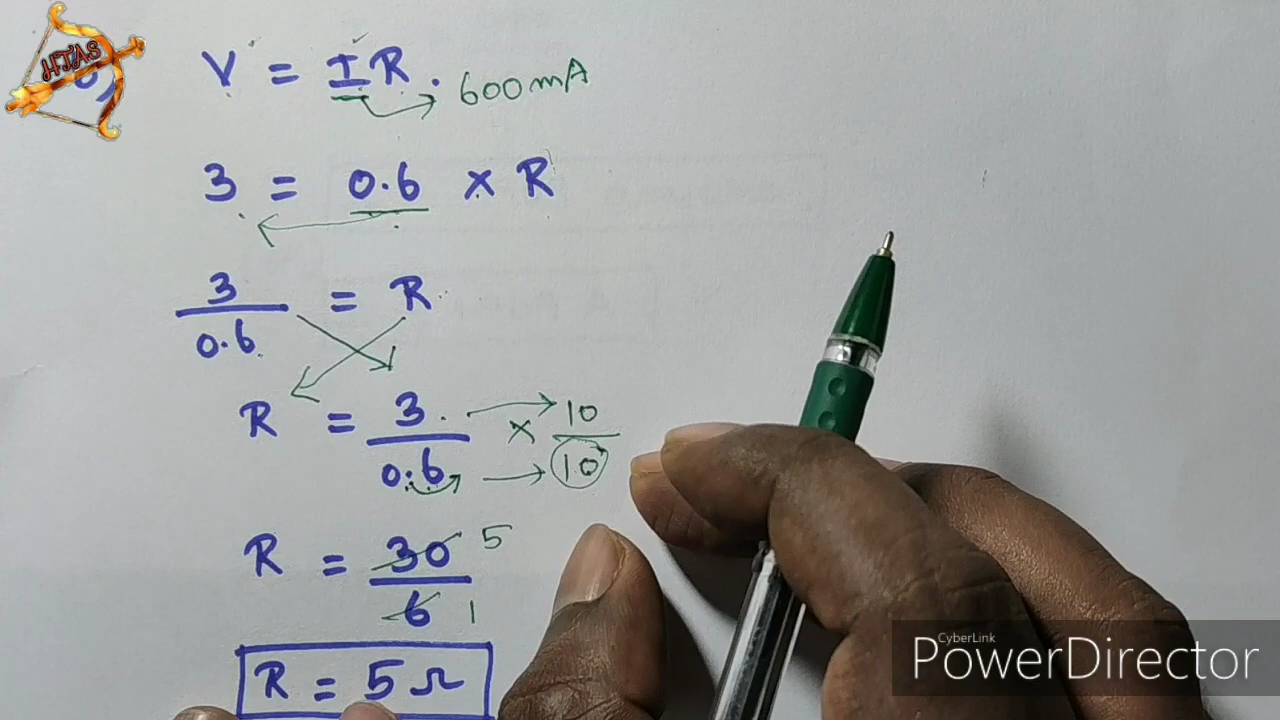 HTAS
V = IR. 600mA
3 = 0.6 × R
3/0.6 = R
R = 3/0.6 × 10/10
R = 30/6 5 1
R = 5Ω
CyberLink
PowerDirector